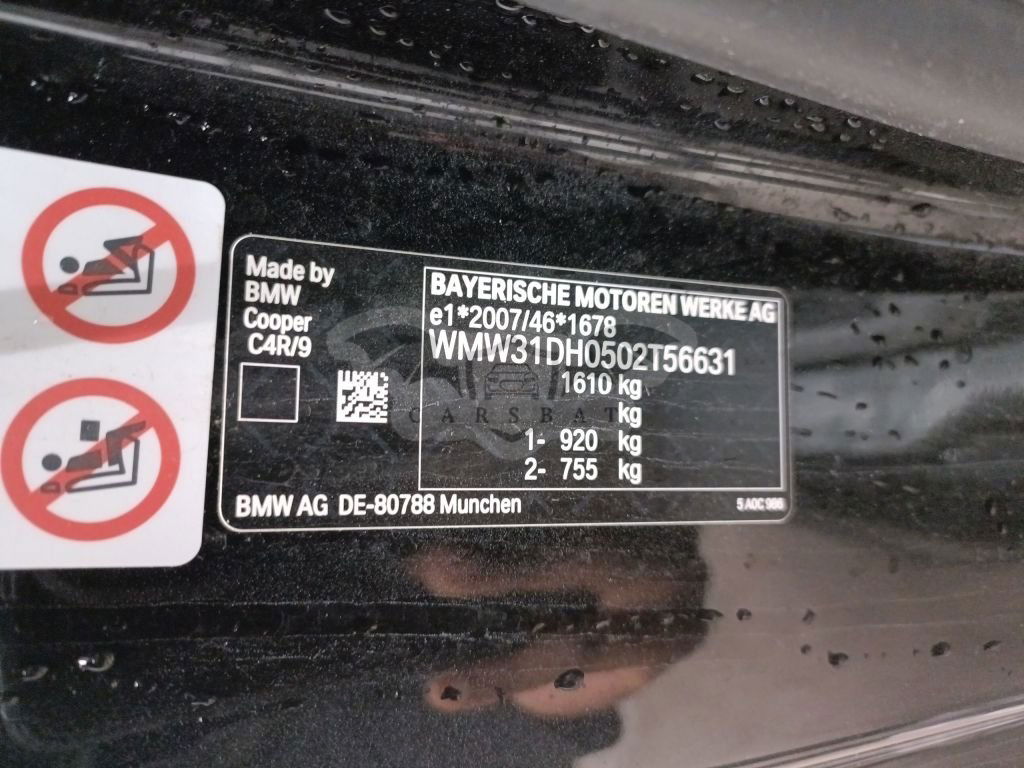 Made by
BMW
Cooper
C4R/9
BAYERISCHE MOTOREN WERKE AG
e1*2007/46*1678
WMW31DH0502T56631
1610 kg
kg
1- 920 kg
2- 755 kg
CARSBAT
BMW AG DE-80788 Munchen
5 A0C 986